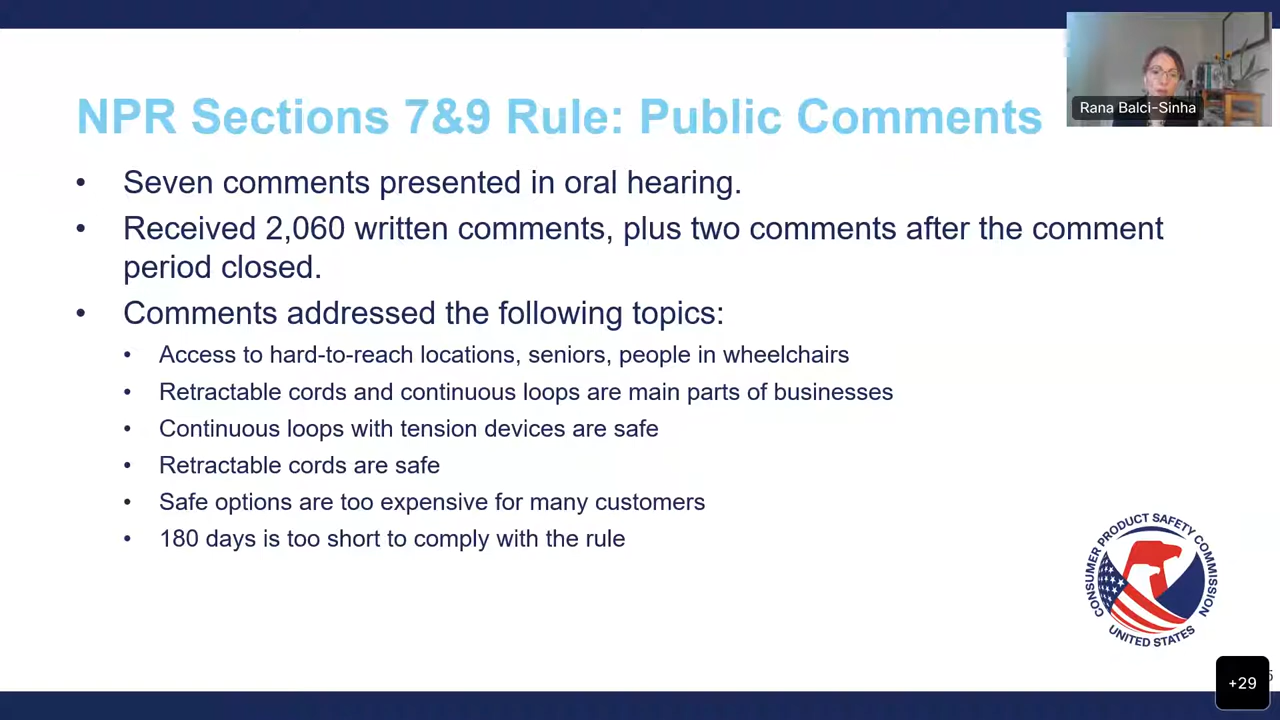 NPR Sections 7&9 Rule: Public Comments
Rana Balci-Sinha
• Seven comments presented in oral hearing.
• Received 2,060 written comments, plus two comments after the comment
period closed.
• Comments addressed the following topics:
• Access to hard-to-reach locations, seniors, people in wheelchairs
• Retractable cords and continuous loops are main parts of businesses
• Continuous loops with tension devices are safe
• Retractable cords are safe
• Safe options are too expensive for many customers
• 180 days is too short to comply with the rule
CONSUMER PRODUCT SAFETY COMMISSION
UNITED STATES
+29